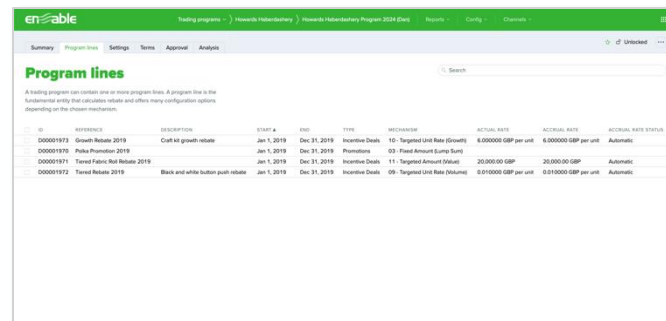 enable
Trading programs Howards Haberdashery Howards Haberdashery Program 2024 (Dan) Reports Config Channels
Summary Program lines Settings Terms Approval Analysis Unlocked ...
Program lines
Search
A trading program can contain one or more program lines. A program line is the
fundamental entity that calculates rebate and offers many configuration options
depending on the chosen mechanism.
ID REFERENCE DESCRIPTION START ▲ END TYPE MECHANISM ACTUAL RATE ACCRUAL RATE ACCRUAL RATE STATUS
D00001973 Growth Rebate 2019 Craft kit growth rebate Jan 1, 2019 Dec 31, 2019 Incentive Deals 10 - Targeted Unit Rate (Growth) 6.000000 GBP per unit 6.000000 GBP per unit Automatic
D00001970 Polka Promotion 2019 Jan 1, 2019 Dec 31, 2019 Promotions 03 - Fixed Amount (Lump Sum)
D00001971 Tiered Fabric Roll Rebate 2019 Jan 1, 2019 Dec 31, 2019 Incentive Deals 11 - Targeted Amount (Value) 20,000.00 GBP 20,000.00 GBP Automatic
D00001972 Tiered Rebate 2019 Black and white button push rebate Jan 1, 2019 Dec 31, 2019 Incentive Deals 09 - Targeted Unit Rate (Volume) 0.010000 GBP per unit 0.010000 GBP per unit Automatic